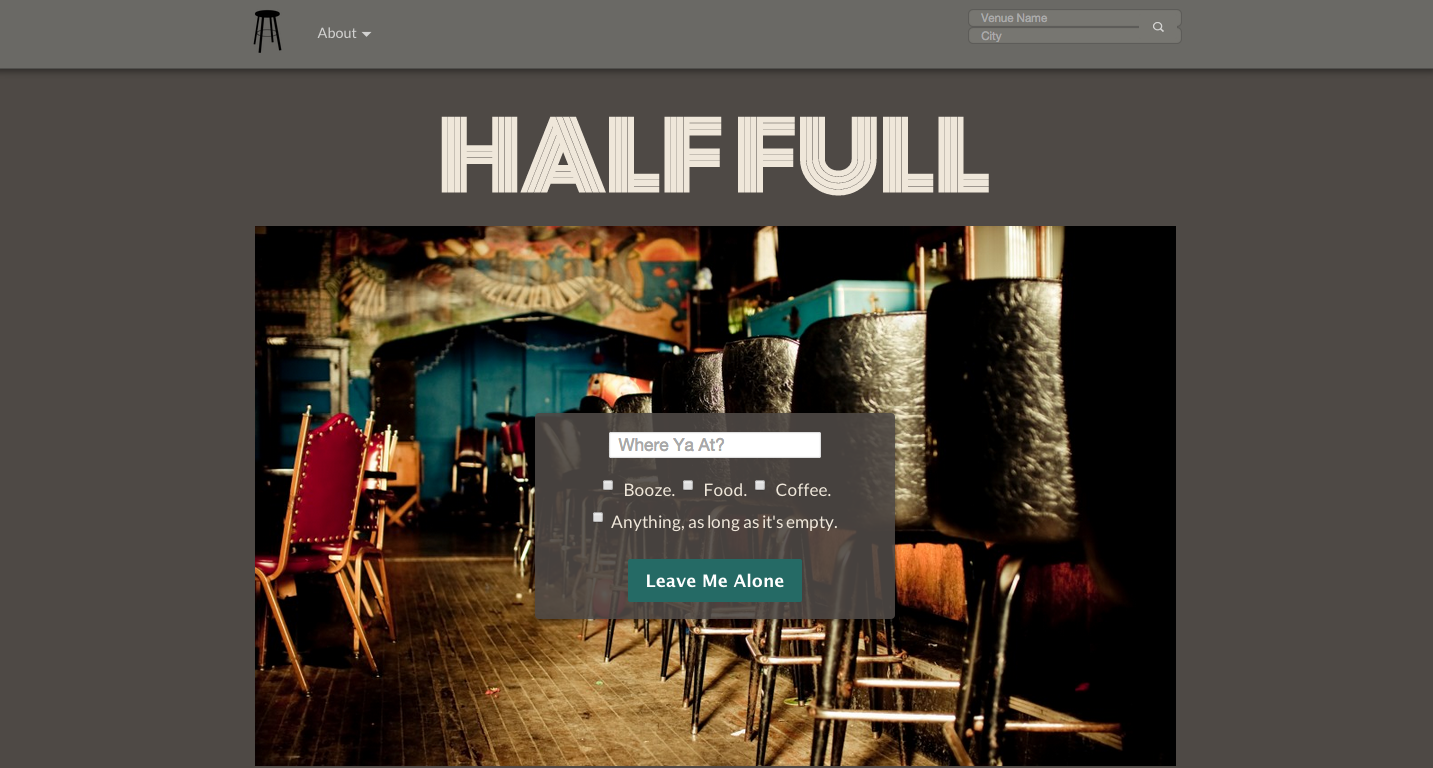 About
Venue Name
City
HALF FULL
Where Ya At?
Booze. Food. Coffee.
Anything, as long as it's empty.
Leave Me Alone